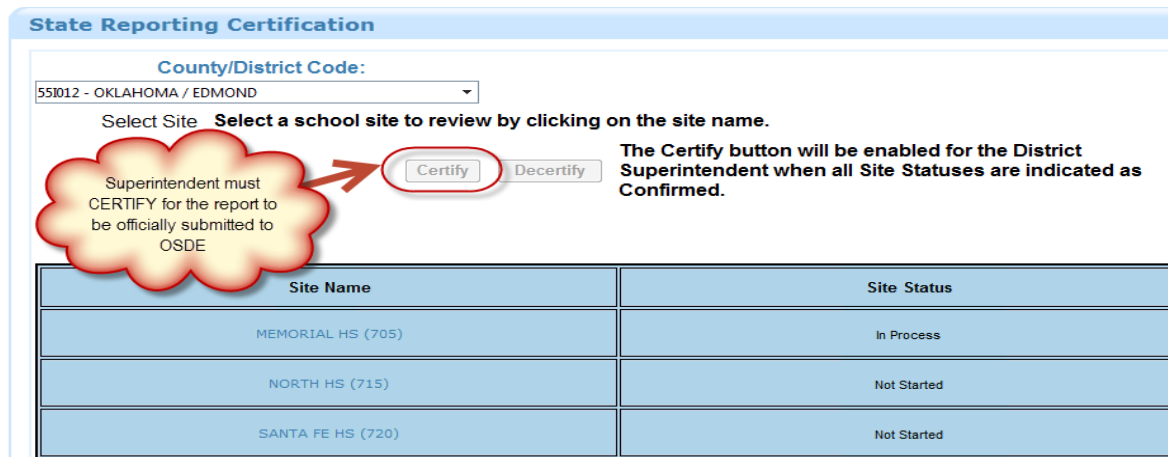 State Reporting Certification
County/District Code:
55I012 - OKLAHOMA / EDMOND
Select Site Select a school site to review by clicking on the site name.
Superintendent must
CERTIFY for the report to
be officially submitted to
OSDE
Certify
Decertify
The Certify button will be enabled for the District
Superintendent when all Site Statuses are indicated as
Confirmed.
Site Name Site Status
MEMORIAL HS (705) In Process
NORTH HS (715) Not Started
SANTA FE HS (720) Not Started